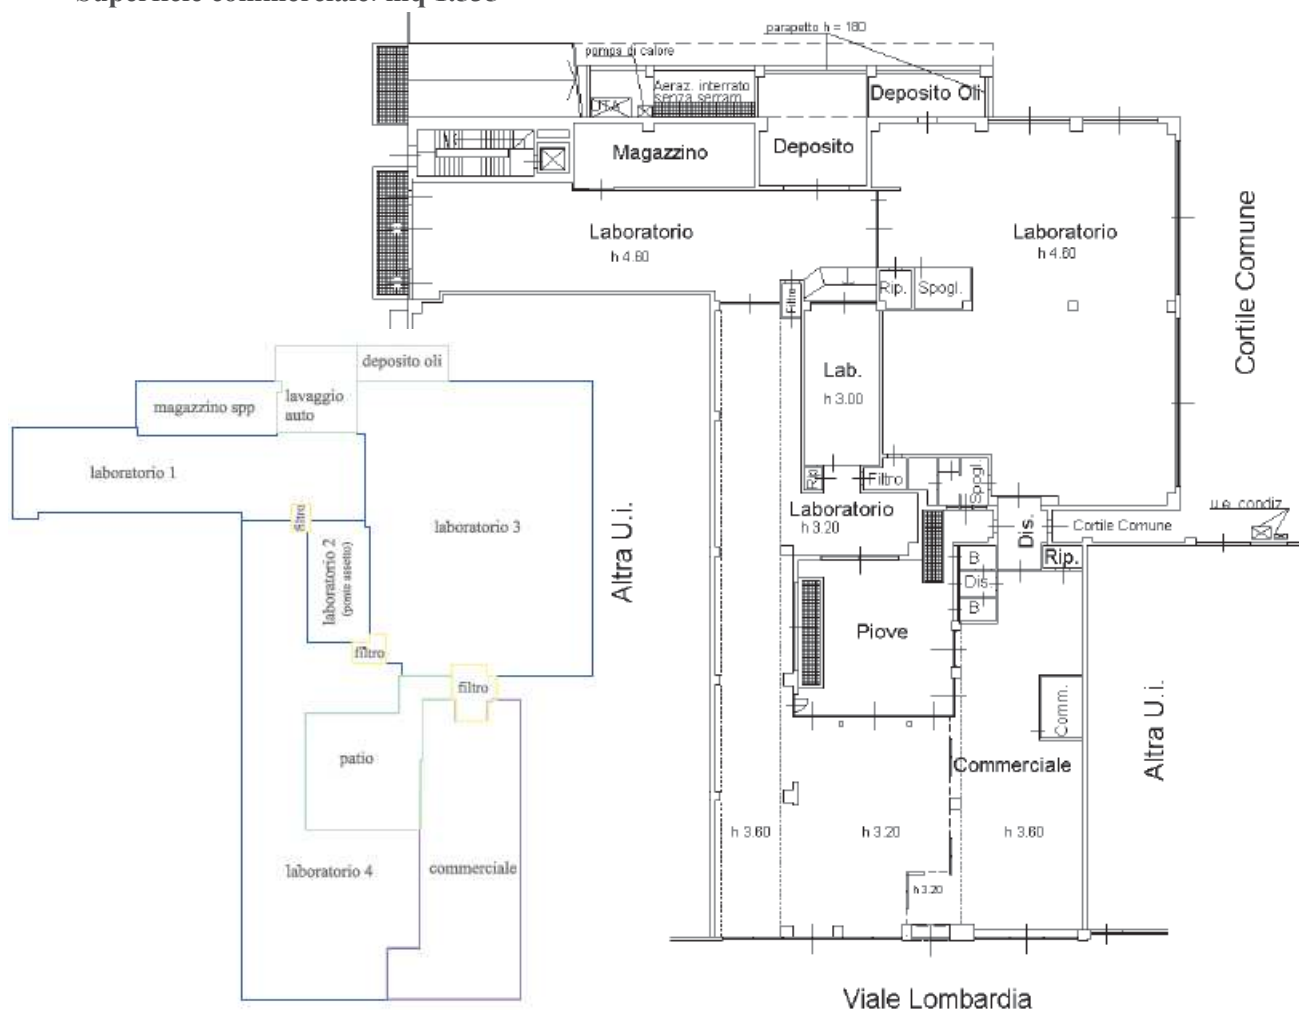 parapetto h = 180
pompa di calore
Aeraz. interrato
senza serram.
UTA
Deposito Oli
Magazzino
Deposito
Laboratorio
h 4.60
Laboratorio
h 4.60
Rip.
Spogl.
Filtro
Cortile Comune
Lab.
h 3.00
Filtro
Spogl.
Laboratorio
h 3.20
Dis.
u.e. condiz.
Cortile Comune
B
Rip.
Dis.
B
Piove
Altra U.i.
Comm.
Commerciale
Altra U.i.
h 3.60
h 3.20
h 3.60
h 3.20
Viale Lombardia
deposito oli
magazzino spp
lavaggio
auto
laboratorio 1
filtro
laboratorio 3
laboratorio 2
(ponte assetto)
filtro
filtro
patio
laboratorio 4
commerciale